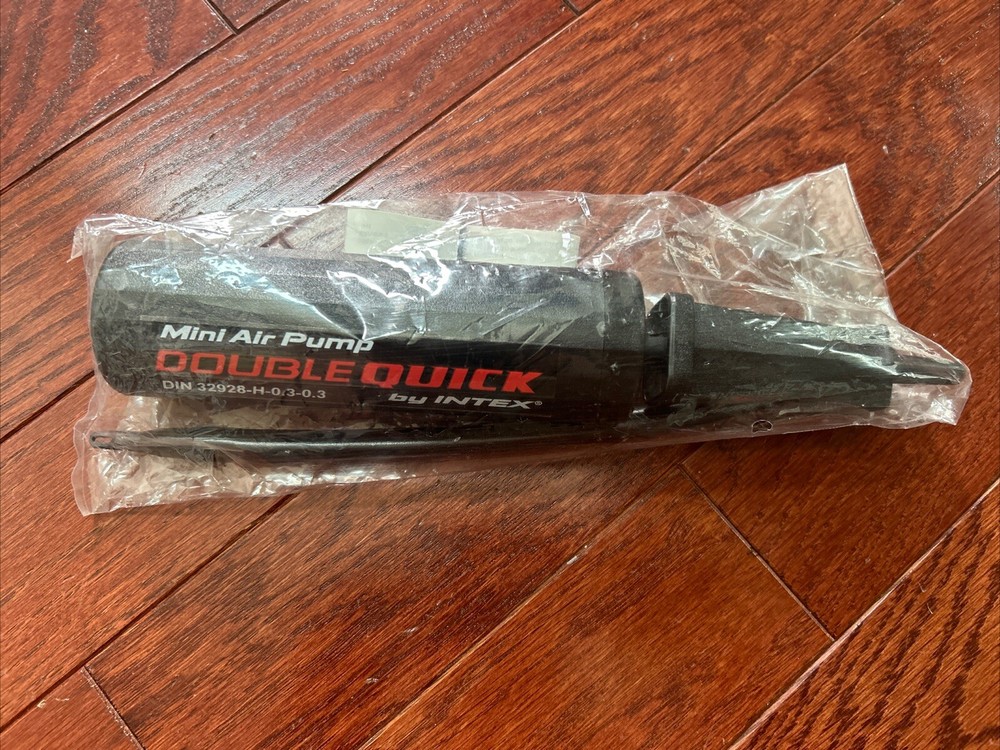 Mini Air Pump
DOUBLE QUICK
DIN 32928-H-0.3-0.3
by INTEX®